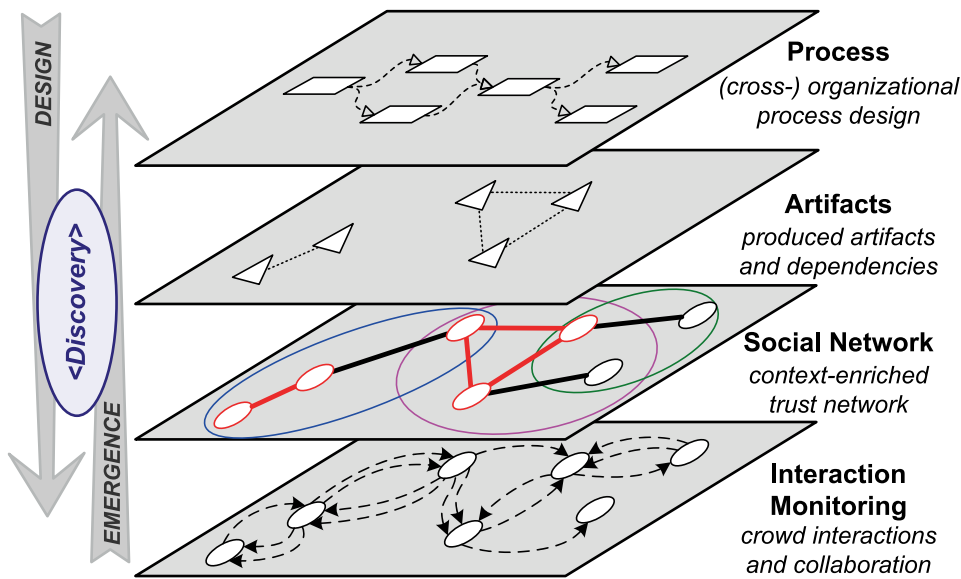 DESIGN
<Discovery>
EMERGENCE
Process
(cross-) organizational
process design
Artifacts
produced artifacts
and dependencies
Social Network
context-enriched
trust network
Interaction
Monitoring
crowd interactions
and collaboration